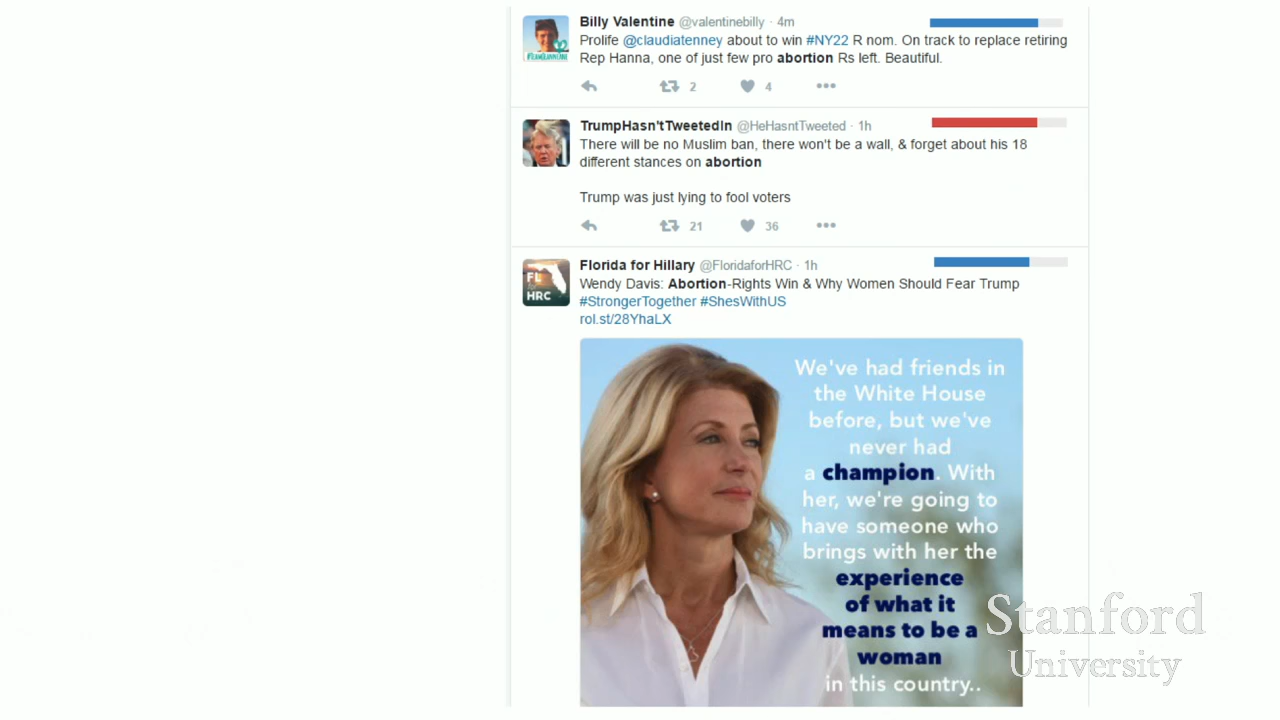 Billy Valentine @valentinebilly · 4m
Prolife @claudiatenney about to win #NY22 R nom. On track to replace retiring
Rep Hanna, one of just few pro abortion Rs left. Beautiful.
2 4 •••
TrumpHasn'tTweetedIn @HeHasntTweeted · 1h
There will be no Muslim ban, there won't be a wall, & forget about his 18
different stances on abortion
Trump was just lying to fool voters
21 36 •••
FL
HRC
Florida for Hillary @FloridaforHRC · 1h
Wendy Davis: Abortion-Rights Win & Why Women Should Fear Trump
#StrongerTogether #ShesWithUS
rol.st/28YhaLX
We've had friends in
the White House
before, but we've
never had
a champion. With
her, we're going to
have someone who
brings with her the
experience
of what it
means to be a
woman
in this country..
Stanford
University